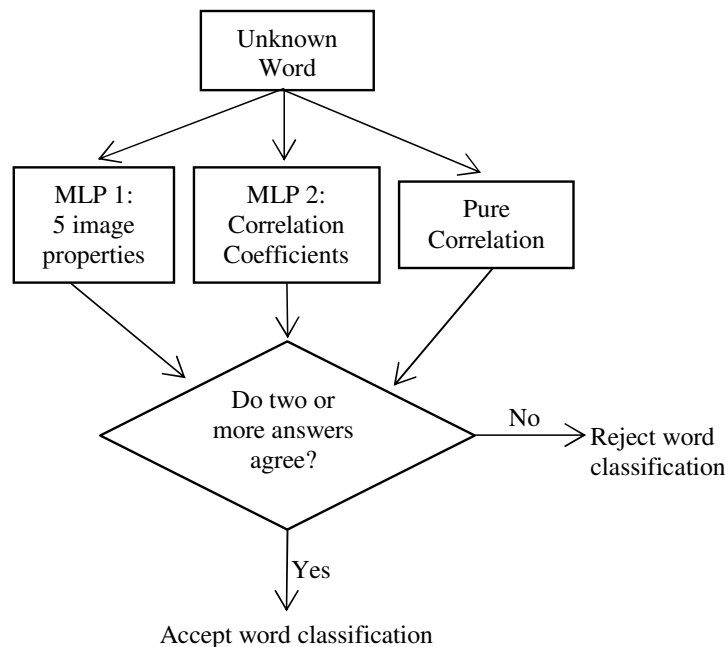 Unknown
Word
MLP 1:
5 image
properties
MLP 2:
Correlation
Coefficients
Pure
Correlation
Do two or
more answers
agree?
No
Reject word
classification
Yes
Accept word classification